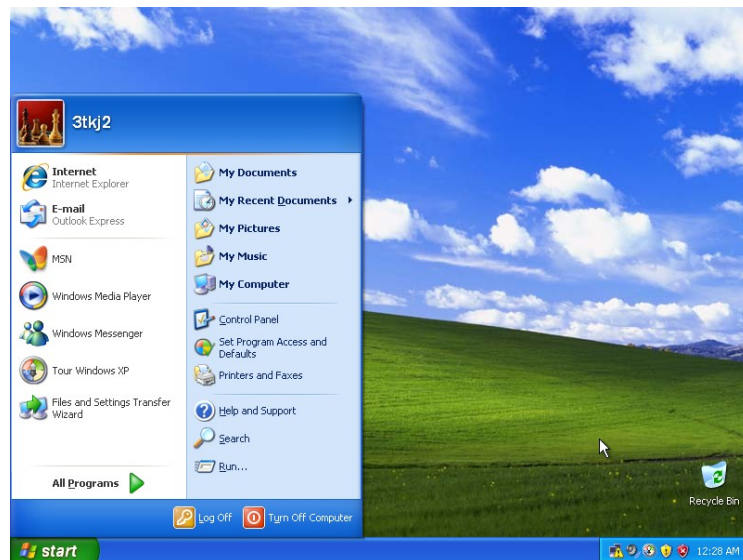 3tkj2
Internet
Internet Explorer
E-mail
Outlook Express
MSN
Windows Media Player
Windows Messenger
Tour Windows XP
Files and Settings Transfer
Wizard
All Programs
My Documents
My Recent Documents
My Pictures
My Music
My Computer
Control Panel
Set Program Access and
Defaults
Printers and Faxes
Help and Support
Search
Run...
Log Off
Turn Off Computer
Recycle Bin
start
12:28 AM